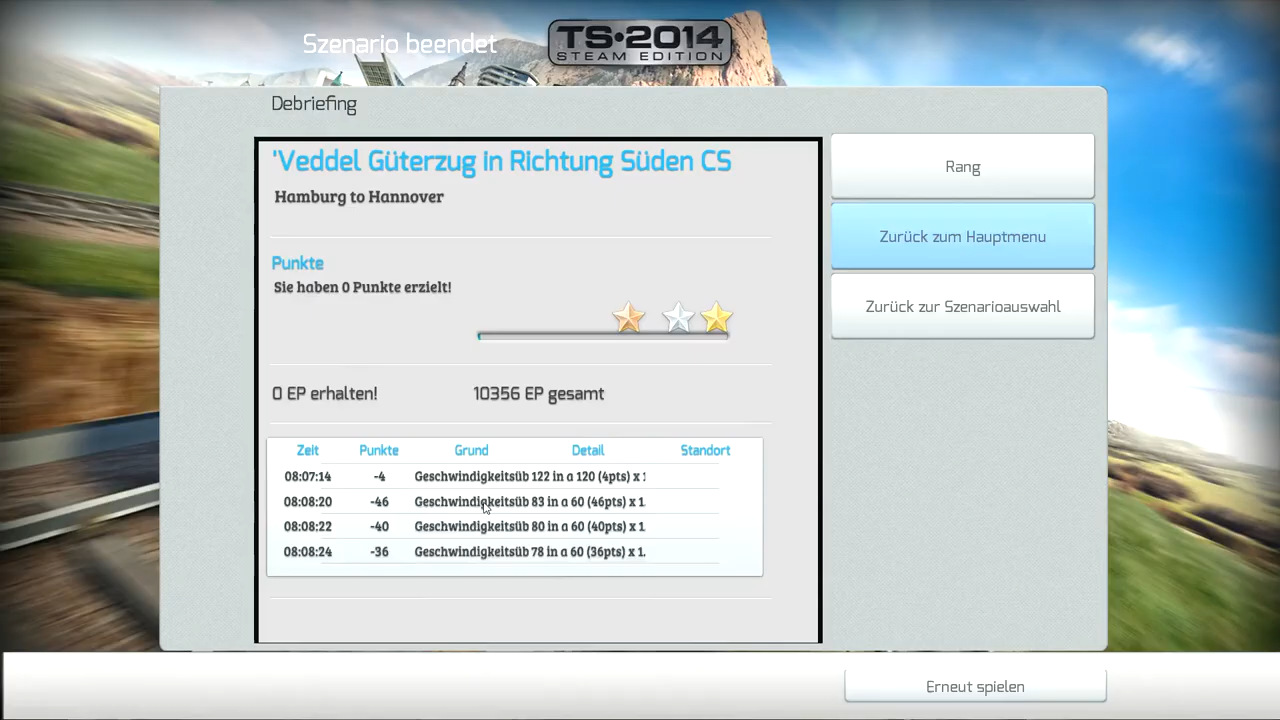 Szenario beendet
TS•2014
STEAM EDITION
Debriefing
'Veddel Güterzug in Richtung Süden CS
Hamburg to Hannover
Punkte
Sie haben 0 Punkte erzielt!
0 EP erhalten! 10356 EP gesamt
Zeit Punkte Grund Detail Standort
08:07:14 -4 Geschwindigkeitsüb 122 in a 120 (4pts) x 1
08:08:20 -46 Geschwindigkeitsüb 83 in a 60 (46pts) x 1.
08:08:22 -40 Geschwindigkeitsüb 80 in a 60 (40pts) x 1.
08:08:24 -36 Geschwindigkeitsüb 78 in a 60 (36pts) x 1.
Rang
Zurück zum Hauptmenu
Zurück zur Szenarioauswahl
Erneut spielen